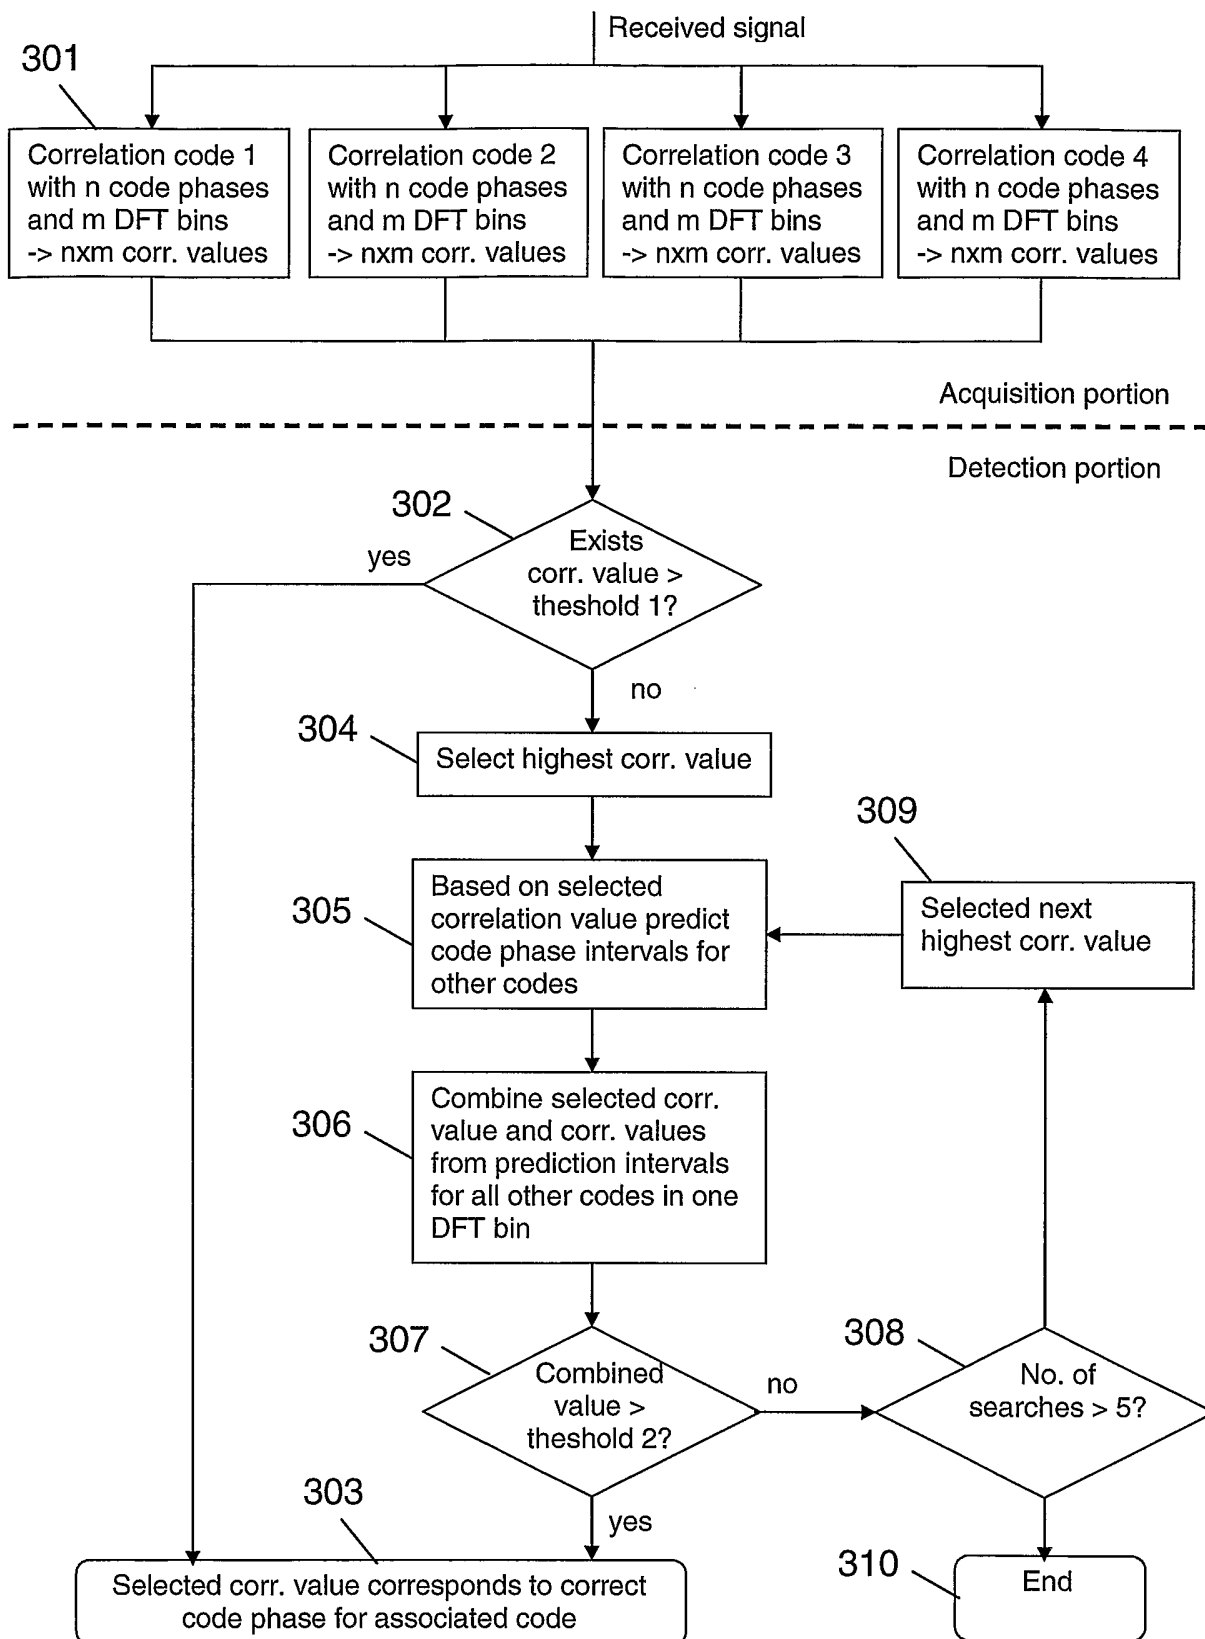 Received signal
301
Correlation code 1
with n code phases
and m DFT bins
-> nxm corr. values
Correlation code 2
with n code phases
and m DFT bins
-> nxm corr. values
Correlation code 3
with n code phases
and m DFT bins
-> nxm corr. values
Correlation code 4
with n code phases
and m DFT bins
-> nxm corr. values
Acquisition portion
Detection portion
302
yes
Exists
corr. value >
theshold 1?
no
304
Select highest corr. value
309
305
Based on selected
correlation value predict
code phase intervals for
other codes
Selected next
highest corr. value
306
Combine selected corr.
value and corr. values
from prediction intervals
for all other codes in one
DFT bin
307
Combined
value >
theshold 2?
no
308
No. of
searches > 5?
303
yes
Selected corr. value corresponds to correct
code phase for associated code
310
End